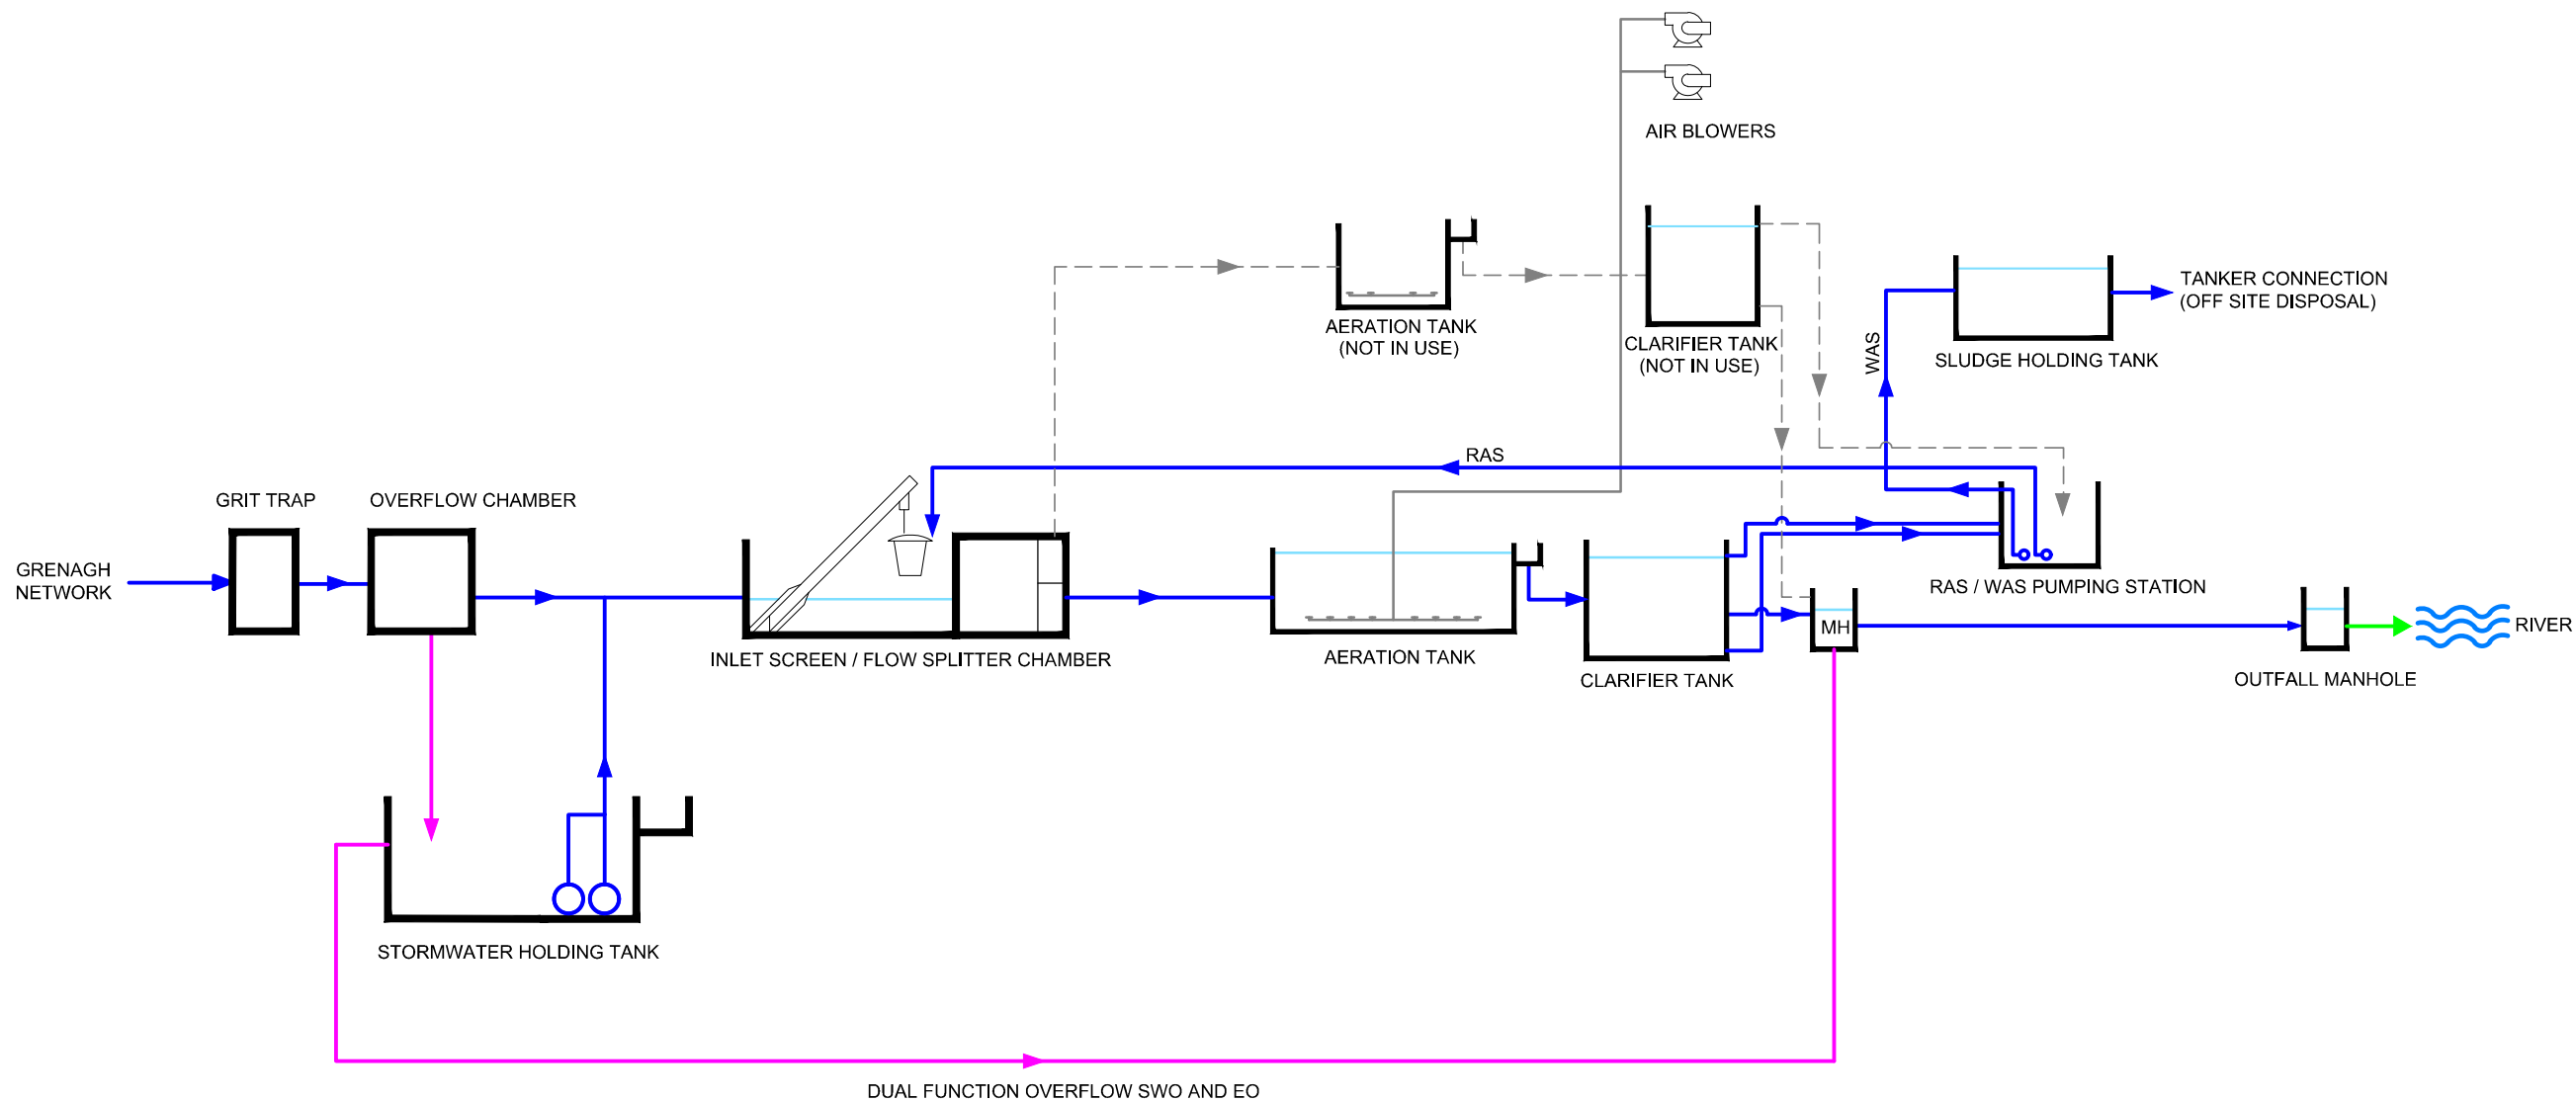 AIR BLOWERS
AERATION TANK
(NOT IN USE)
CLARIFIER TANK
(NOT IN USE)
WAS
SLUDGE HOLDING TANK
TANKER CONNECTION
(OFF SITE DISPOSAL)
RAS
GRIT TRAP
OVERFLOW CHAMBER
GRENAGH
NETWORK
INLET SCREEN / FLOW SPLITTER CHAMBER
AERATION TANK
CLARIFIER TANK
MH
RAS / WAS PUMPING STATION
OUTFALL MANHOLE
RIVER
STORMWATER HOLDING TANK
DUAL FUNCTION OVERFLOW SWO AND EO